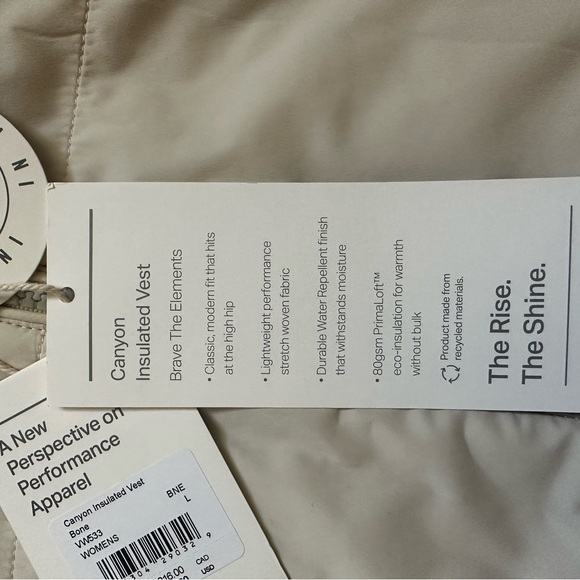 Canyon
Insulated Vest
Brave The Elements
• Classic, modern fit that hits
at the high hip
• Lightweight performance
stretch woven fabric
• Durable Water Repellent finish
that withstands moisture
• 80gsm PrimaLoft™
eco-insulation for warmth
without bulk
Product made from
recycled materials.
The Rise.
The Shine.
A New
Perspective on
Performance
Apparel
Canyon Insulated Vest
Bone BNE
VW533 L
WOMENS
29032 9
CAD
USD